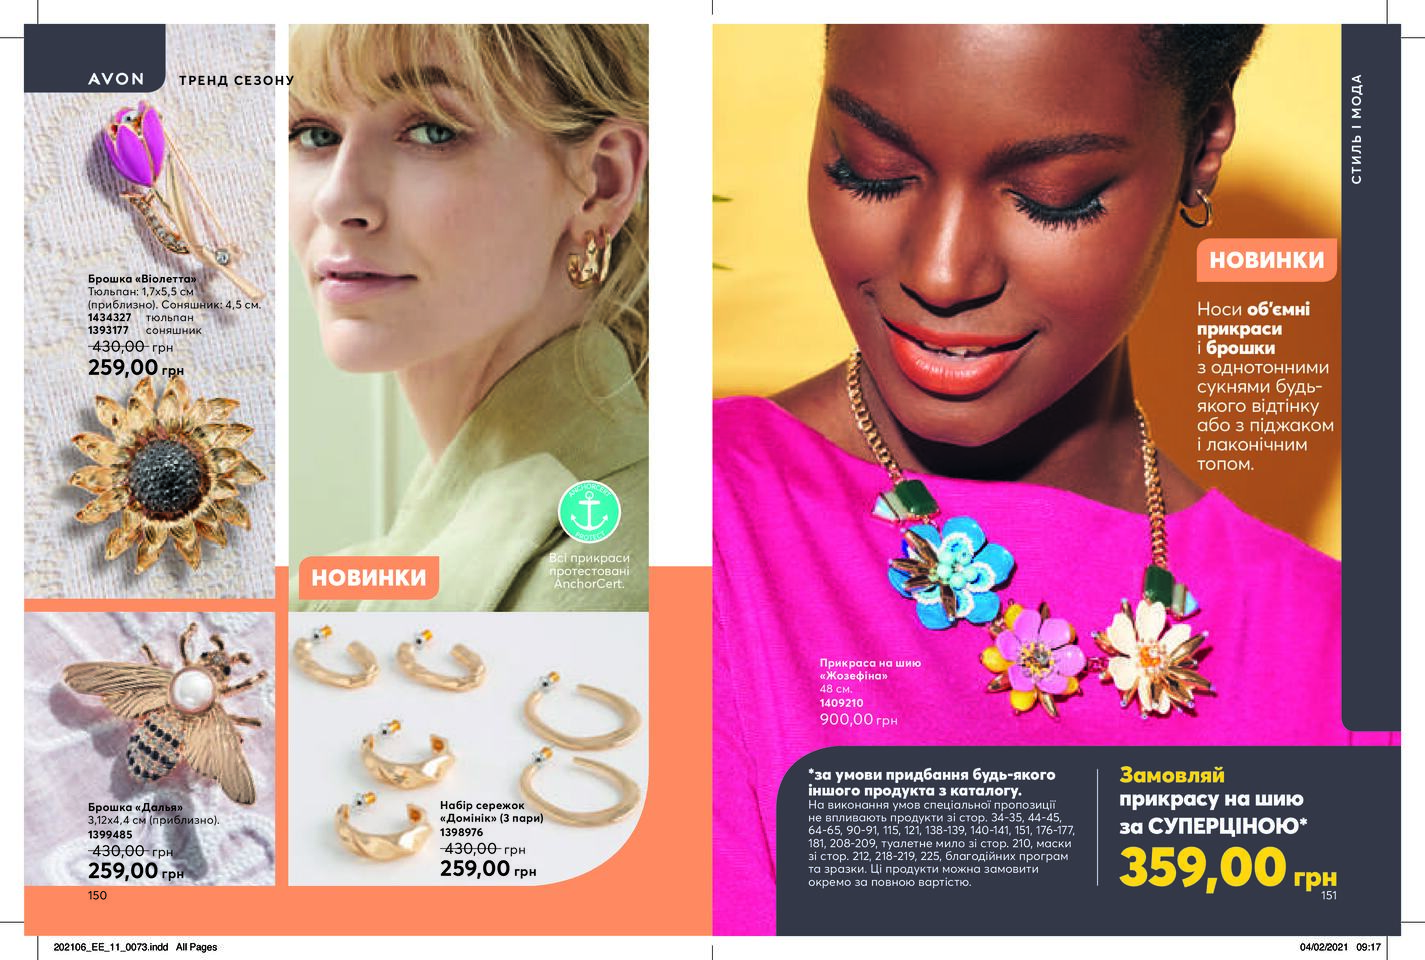 AVON
ТРЕНД СЕЗОНУ
Брошка «Віолетта»
Тюльпан: 1,7х5,5 см
(приблизно). Соняшник: 4,5 см.
1434327 тюльпан
1393177 соняшник
430,00 грн
259,00 грн
Брошка «Далья»
3,12х4,4 см (приблизно).
1399485
430,00 грн
259,00 грн
150
ANCHORCERT
PROTECT
Всі прикраси
протестовані
AnchorCert.
НОВИНКИ
Набір сережок
«Домінік» (3 пари)
1398976
430,00 грн
259,00 грн
СТИЛЬ І МОДА
НОВИНКИ
Носи об'ємні
прикраси
і брошки
з однотонними
сукнями будь-
якого відтінку
або з піджаком
і лаконічним
топом.
Прикраса на шию
«Жозефіна»
48 см.
1409210
900,00 грн
*за умови придбання будь-якого
іншого продукта з каталогу.
На виконання умов спеціальної пропозиції
не впливають продукти зі стор. 34-35, 44-45,
64-65, 90-91, 115, 121, 138-139, 140-141, 151, 176-177,
181, 208-209, туалетне мило зі стор. 210, маски
зі стор. 212, 218-219, 225, благодійних програм
та зразки. Ці продукти можна замовити
окремо за повною вартістю.
Замовляй
прикрасу на шию
за СУПЕРЦІНОЮ*
359,00 грн
151
202106_EE_11_0073.indd All Pages
04/02/2021 09:17